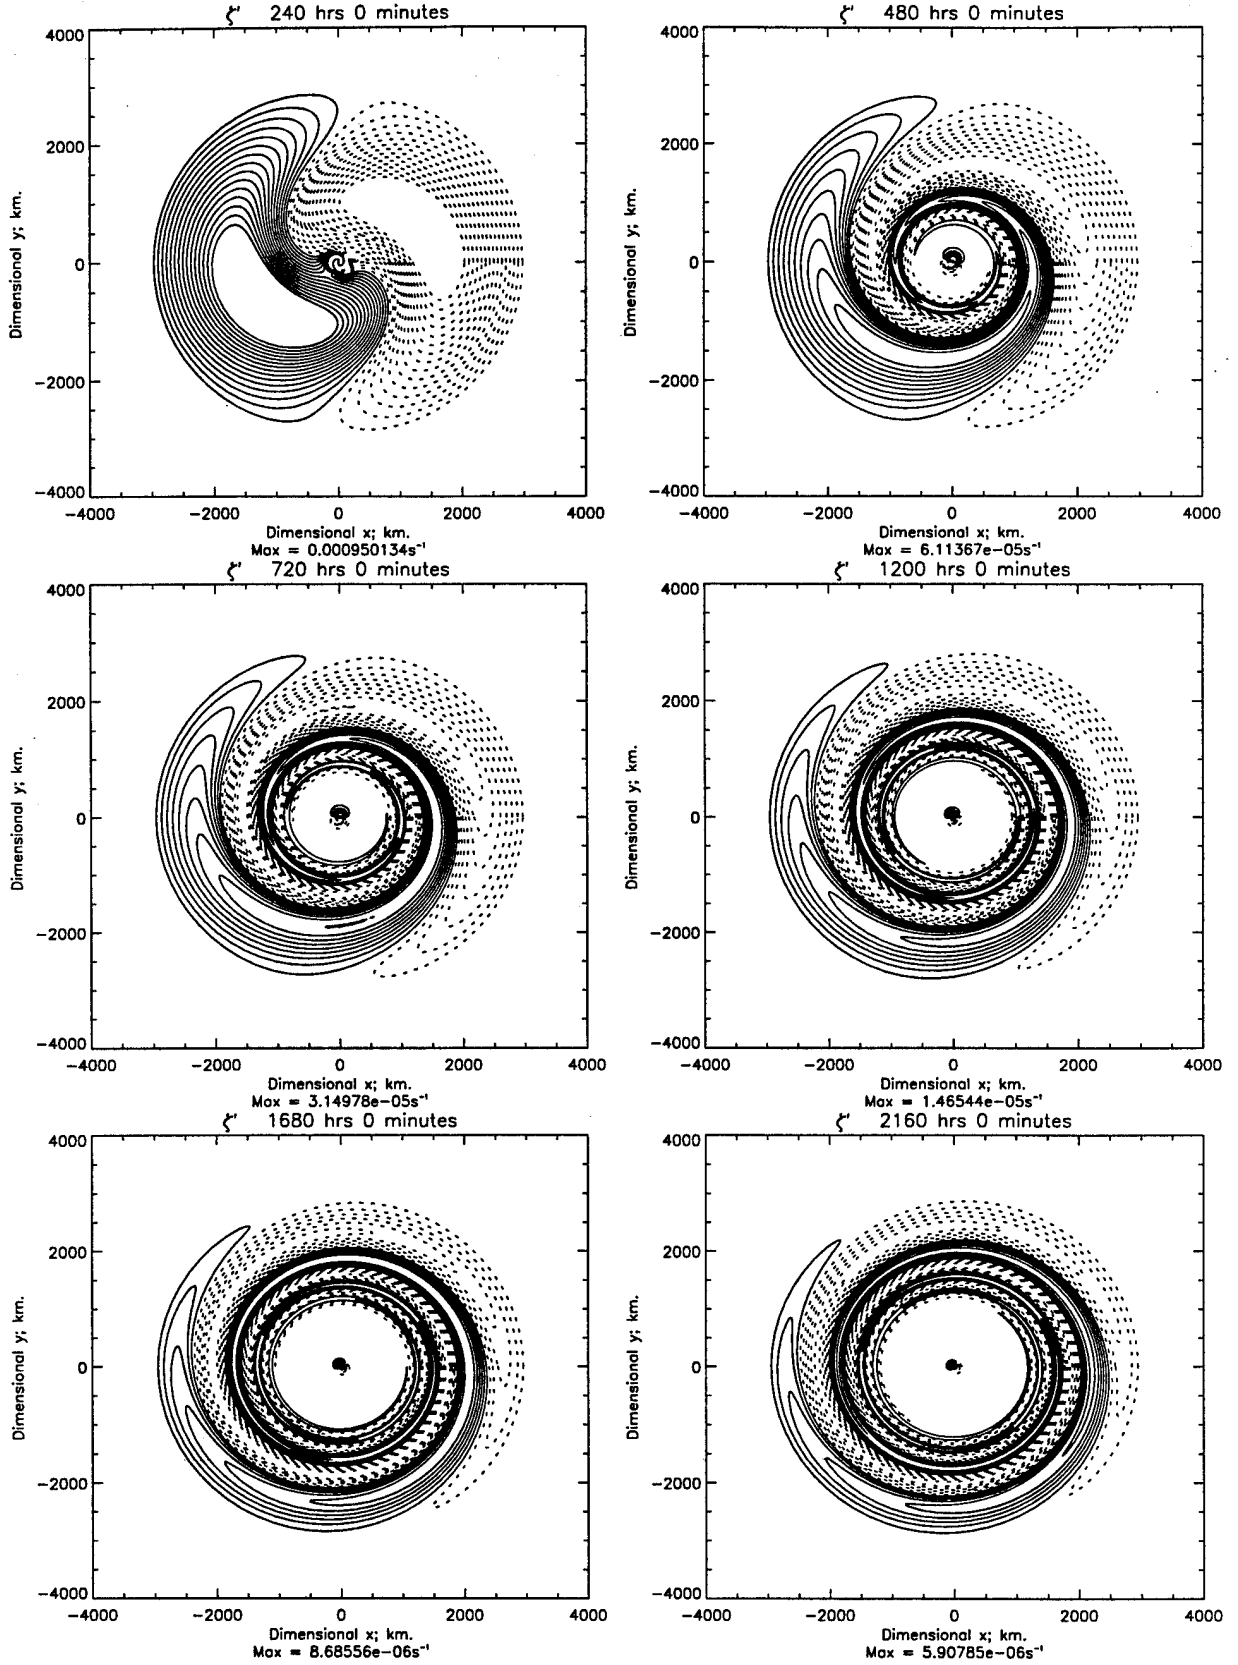 ζ' 240 hrs 0 minutes
4000
2000
0
−2000
−4000
Dimensional y; km.
−4000 −2000 0 2000 4000
Dimensional x; km.
Max = 0.000950134s⁻¹
ζ' 480 hrs 0 minutes
4000
2000
0
−2000
−4000
Dimensional y; km.
−4000 −2000 0 2000 4000
Dimensional x; km.
Max = 6.11367e−05s⁻¹
ζ' 720 hrs 0 minutes
4000
2000
0
−2000
−4000
Dimensional y; km.
−4000 −2000 0 2000 4000
Dimensional x; km.
Max = 3.14978e−05s⁻¹
ζ' 1200 hrs 0 minutes
4000
2000
0
−2000
−4000
Dimensional y; km.
−4000 −2000 0 2000 4000
Dimensional x; km.
Max = 1.46544e−05s⁻¹
ζ' 1680 hrs 0 minutes
4000
2000
0
−2000
−4000
Dimensional y; km.
−4000 −2000 0 2000 4000
Dimensional x; km.
Max = 8.68556e−06s⁻¹
ζ' 2160 hrs 0 minutes
4000
2000
0
−2000
−4000
Dimensional y; km.
−4000 −2000 0 2000 4000
Dimensional x; km.
Max = 5.90785e−06s⁻¹